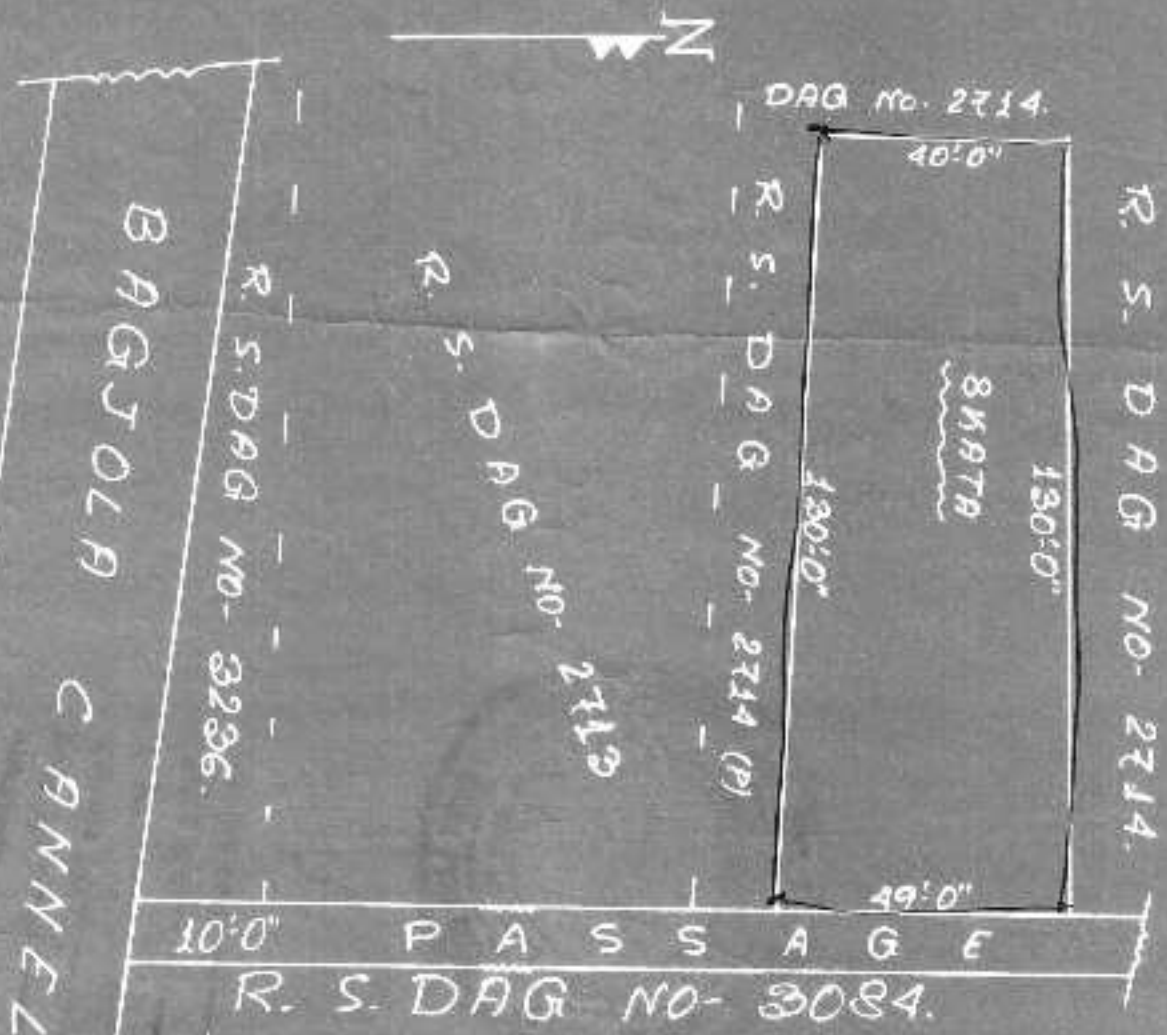 N
DAG No. 2714.
40'-0"
R. S. DAG NO- 2714.
130'-0"
8 KATA
130'-0"
R. S. DAG NO- 2714 (P)
R. S. DAG NO- 2713
R. S. DAG NO- 3236.
BAGJOLA CANNEL
49'-0"
10'-0" PASSAGE
R. S. DAG NO- 3084.